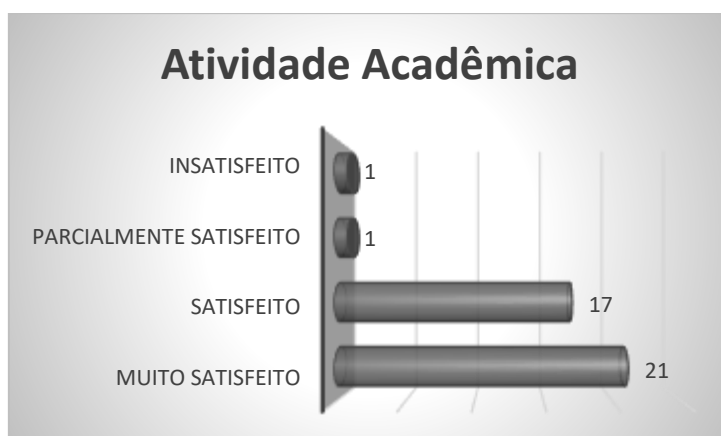 Atividade Acadêmica
INSATISFEITO 1
PARCIALMENTE SATISFEITO 1
SATISFEITO 17
MUITO SATISFEITO 21